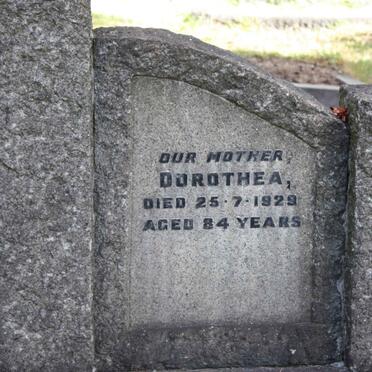 OUR MOTHER,
DOROTHEA,
DIED 25·7·1929
AGED 84 YEARS